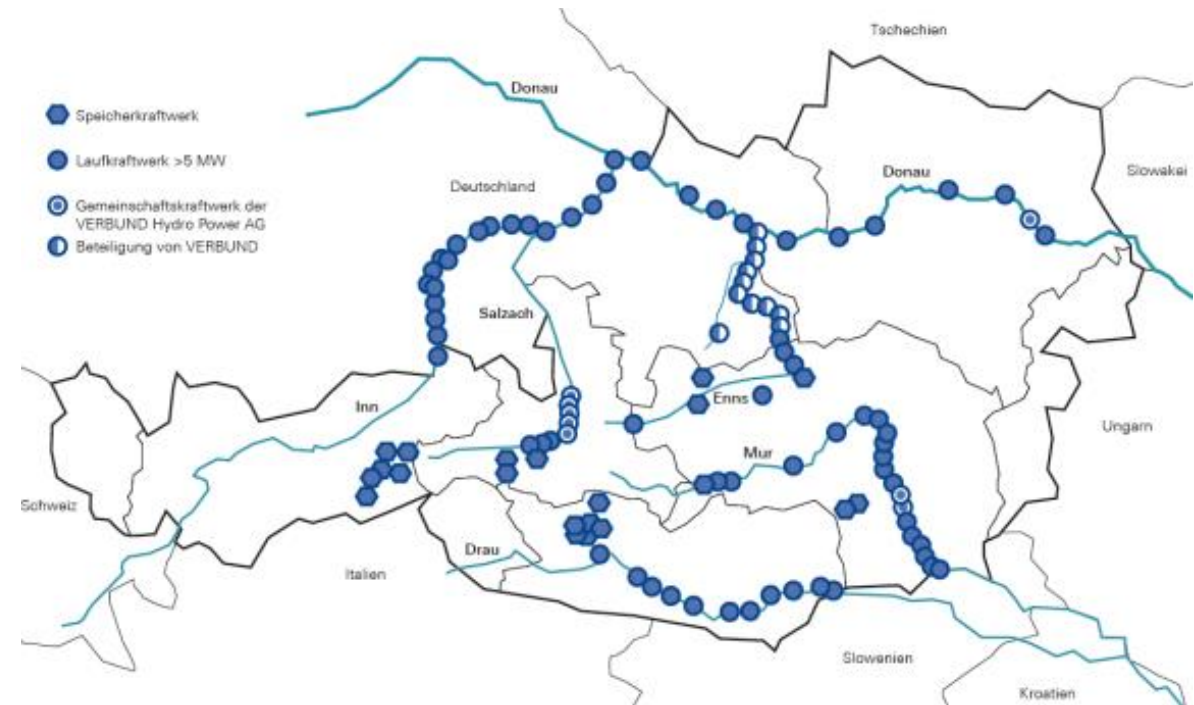 Tschechien
Donau
Speicherkraftwerk
Laufkraftwerk >5 MW
Deutschland
Donau
Slowakei
Gemeinschaftskraftwerk der
VERBUND Hydro Power AG
Beteiligung von VERBUND
Salzach
Inn
Enns
Ungarn
Mur
Schweiz
Drau
Italien
Slowenien
Kroatien